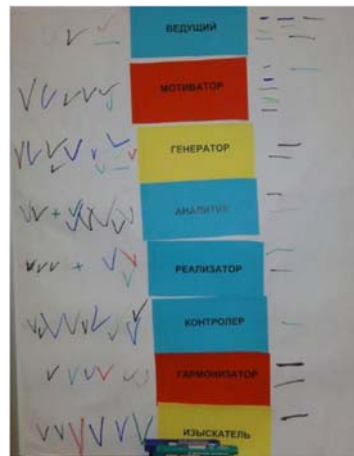 ВЕДУЩИЙ
МОТИВАТОР
ГЕНЕРАТОР
АНАЛИТИК
РЕАЛИЗАТОР
КОНТРОЛЕР
ГАРМОНИЗАТОР
ИЗЫСКАТЕЛЬ